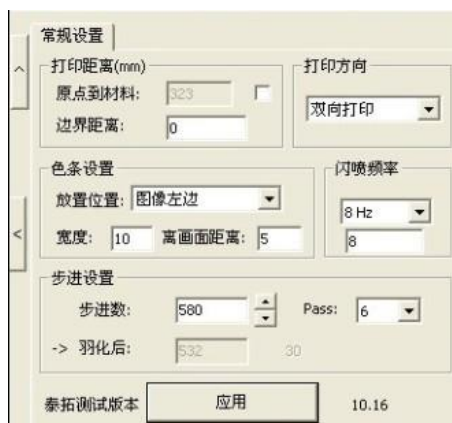 常规设置
打印距离(mm)
原点到材料: 323
边界距离: 0
打印方向
双向打印
色条设置
放置位置: 图像左边
宽度: 10 离画面距离: 5
闪喷频率
8 Hz
8
步进设置
步进数: 580 Pass: 6
-> 羽化后: 532 30
泰拓测试版本 应用 10.16